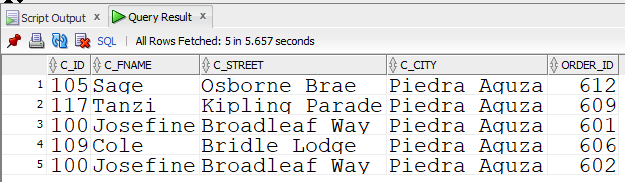 Script Output × Query Result ×
SQL | All Rows Fetched: 5 in 5.657 seconds
C_ID C_FNAME C_STREET C_CITY ORDER_ID
1 105 Sage Osborne Brae Piedra Aguza 612
2 117 Tanzi Kipling Parade Piedra Aguza 609
3 100 Josefine Broadleaf Way Piedra Aguza 601
4 109 Cole Bridle Lodge Piedra Aguza 606
5 100 Josefine Broadleaf Way Piedra Aguza 602